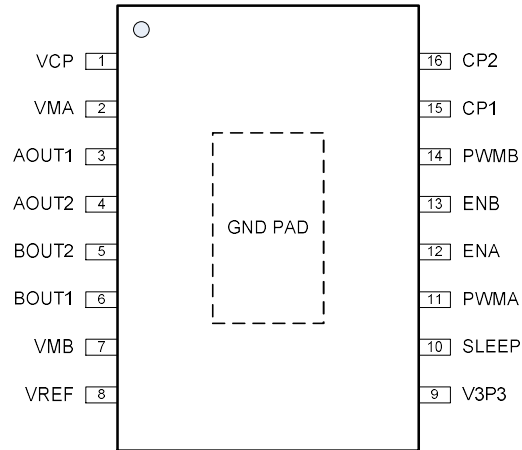 VCP 1 16 CP2
VMA 2 15 CP1
AOUT1 3 14 PWMB
AOUT2 4 13 ENB
GND PAD
BOUT2 5 12 ENA
BOUT1 6 11 PWMA
VMB 7 10 SLEEP
VREF 8 9 V3P3